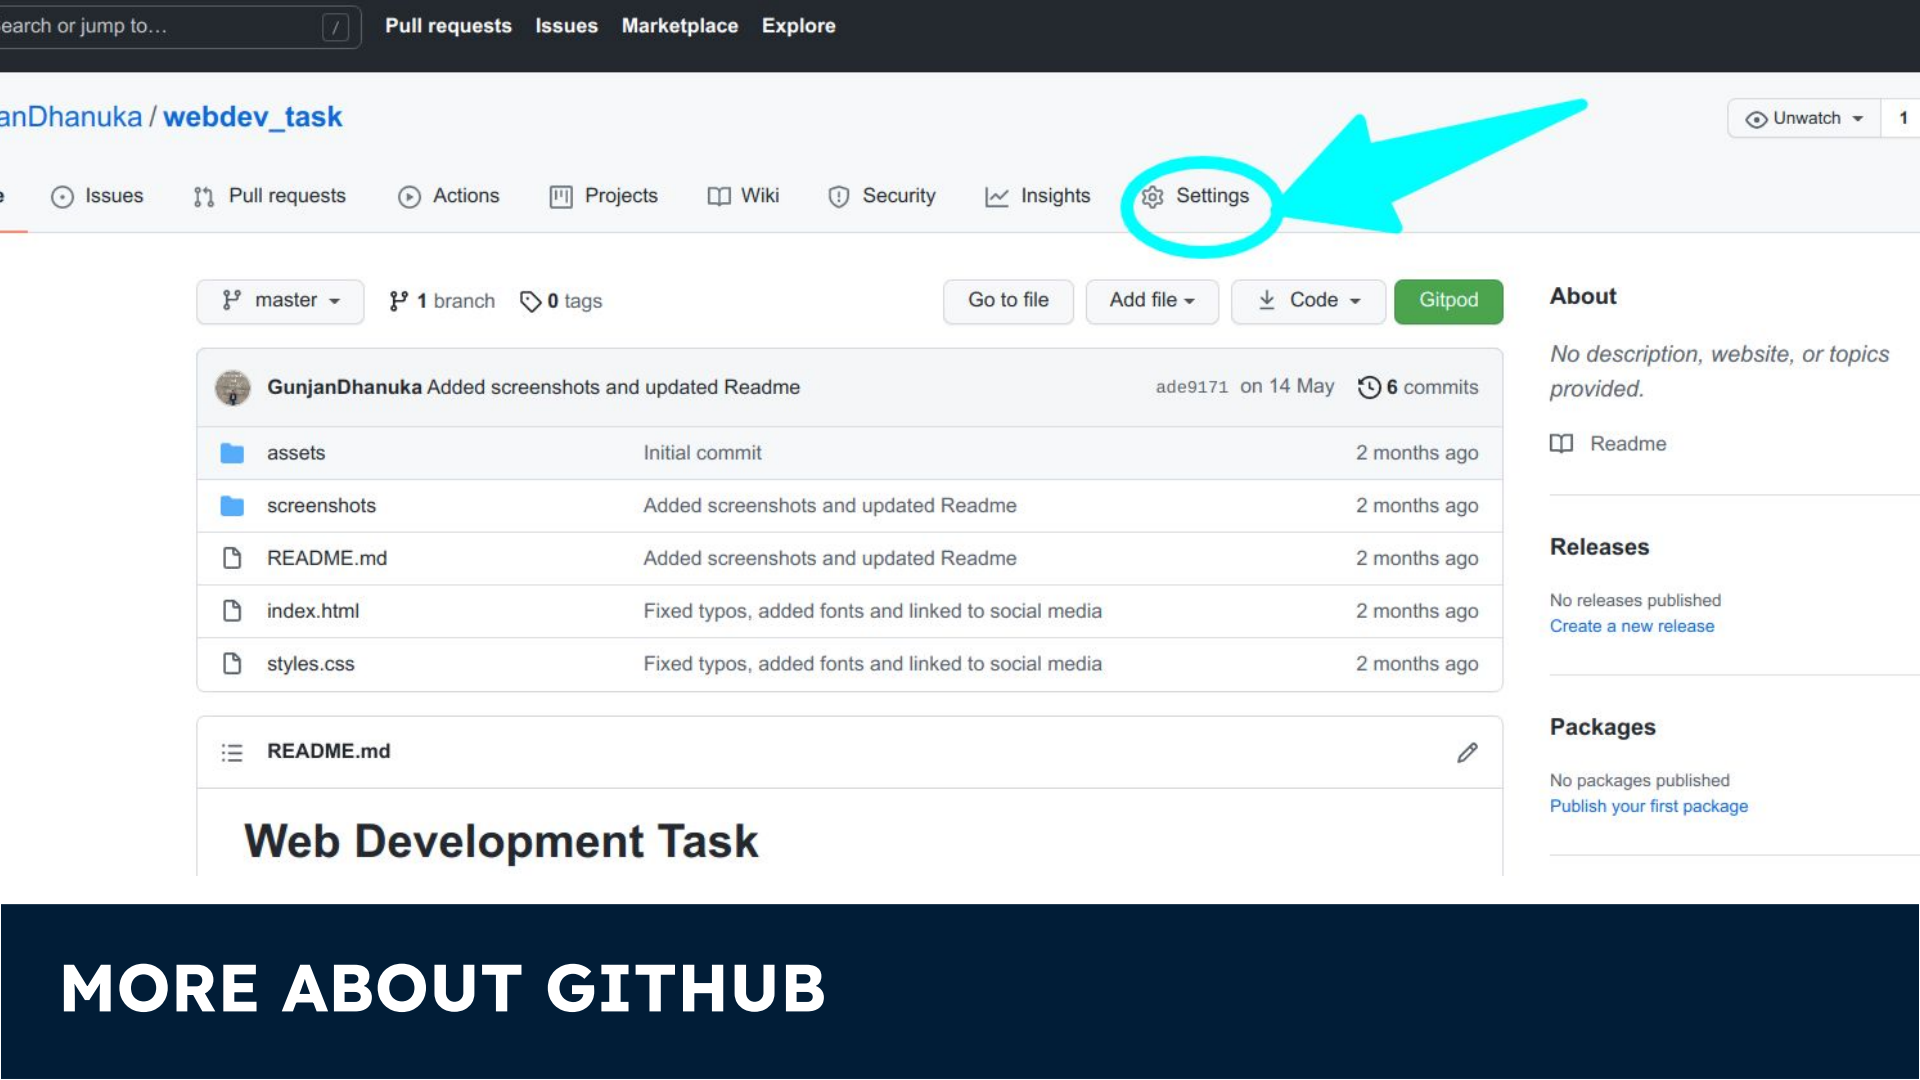 earch or jump to... /
Pull requests Issues Marketplace Explore
anDhanuka / webdev_task
Unwatch 1
e Issues Pull requests Actions Projects Wiki Security Insights Settings
master 1 branch 0 tags
Go to file Add file Code Gitpod
GunjanDhanuka Added screenshots and updated Readme ade9171 on 14 May 6 commits
assets Initial commit 2 months ago
screenshots Added screenshots and updated Readme 2 months ago
README.md Added screenshots and updated Readme 2 months ago
index.html Fixed typos, added fonts and linked to social media 2 months ago
styles.css Fixed typos, added fonts and linked to social media 2 months ago
README.md
Web Development Task
About
No description, website, or topics
provided.
Readme
Releases
No releases published
Create a new release
Packages
No packages published
Publish your first package
MORE ABOUT GITHUB